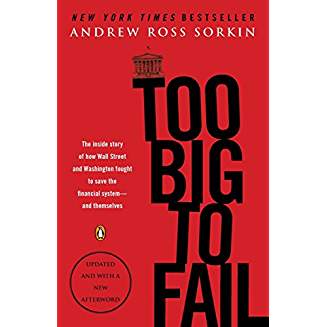 NEW YORK TIMES BESTSELLER
ANDREW ROSS SORKIN
TOO
BIG
TO
FAIL
The inside story
of how Wall Street
and Washington fought
to save the
financial system—
and themselves
UPDATED
AND WITH A
NEW
AFTERWORD